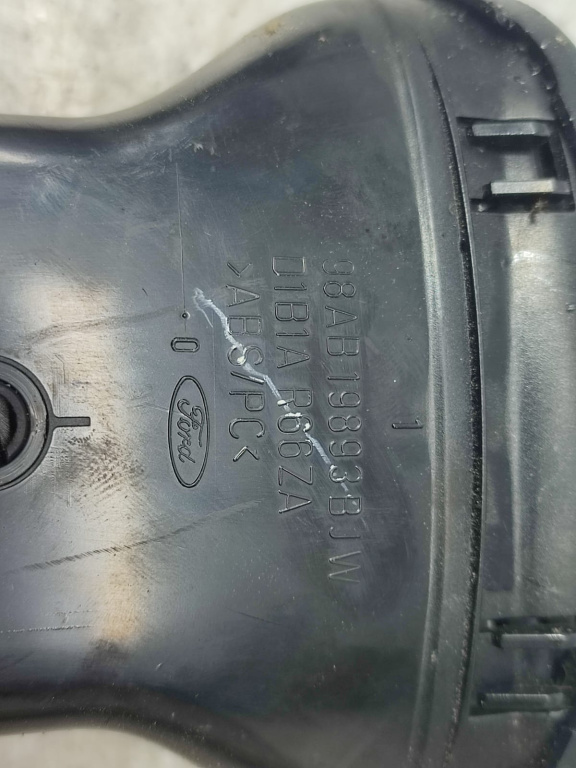 98AB19893BJW
D1B1A R66ZA
>ABS/PC<
Ford
0
1